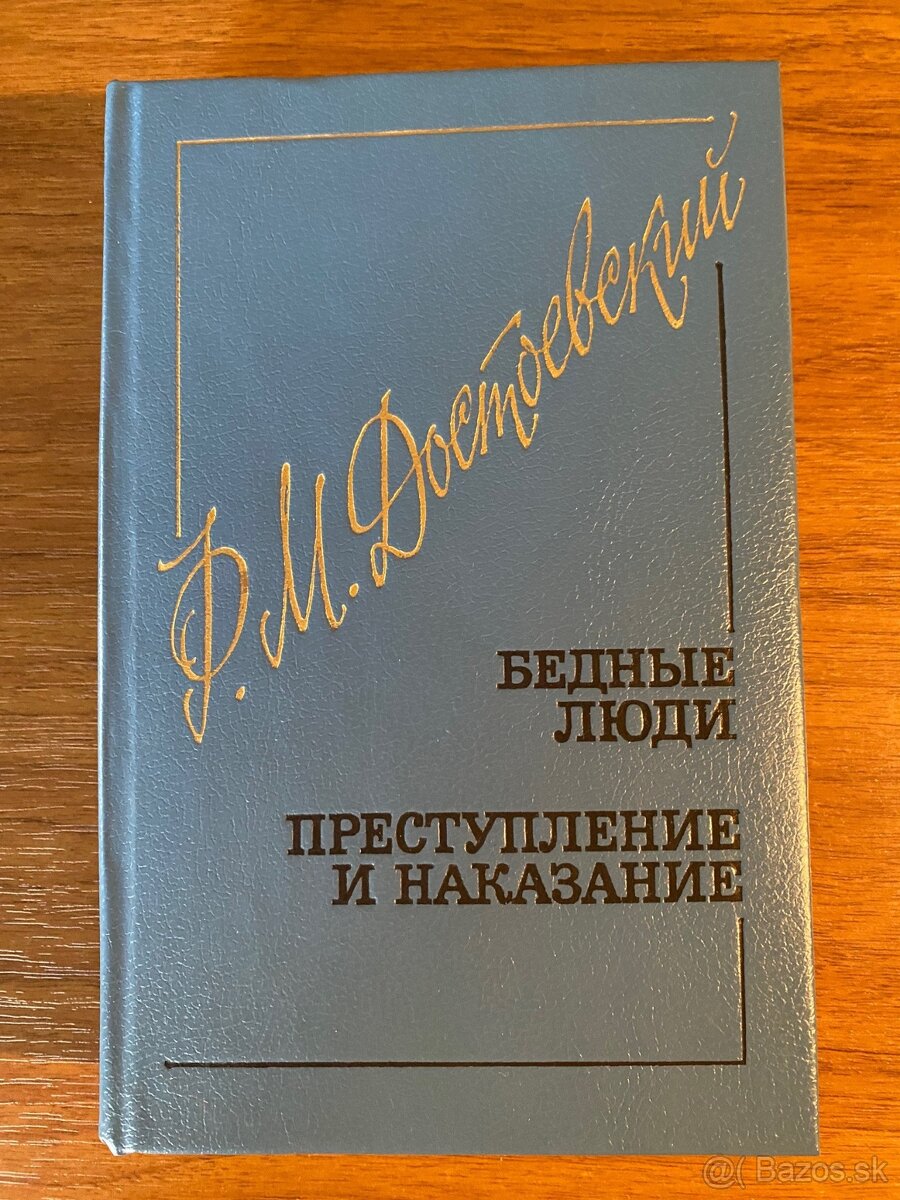 Ф. М. Достоевский
БЕДНЫЕ
ЛЮДИ
ПРЕСТУПЛЕНИЕ
И НАКАЗАНИЕ
@( Bazos.sk